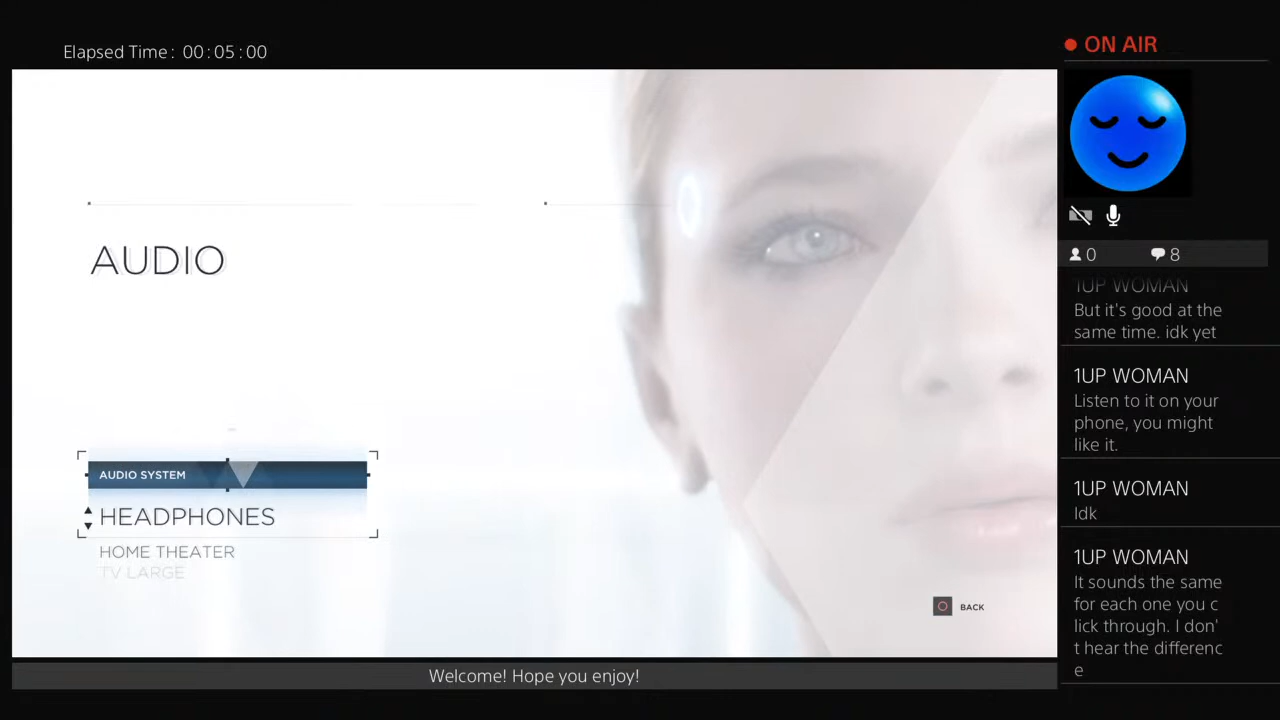 Elapsed Time: 00:05:00
ON AIR
AUDIO
AUDIO SYSTEM
HEADPHONES
HOME THEATER
TV LARGE
BACK
Welcome! Hope you enjoy!
0 8
1UP WOMAN
But it's good at the
same time. idk yet
1UP WOMAN
Listen to it on your
phone, you might
like it.
1UP WOMAN
Idk
1UP WOMAN
It sounds the same
for each one you c
lick through. I don'
t hear the differenc
e